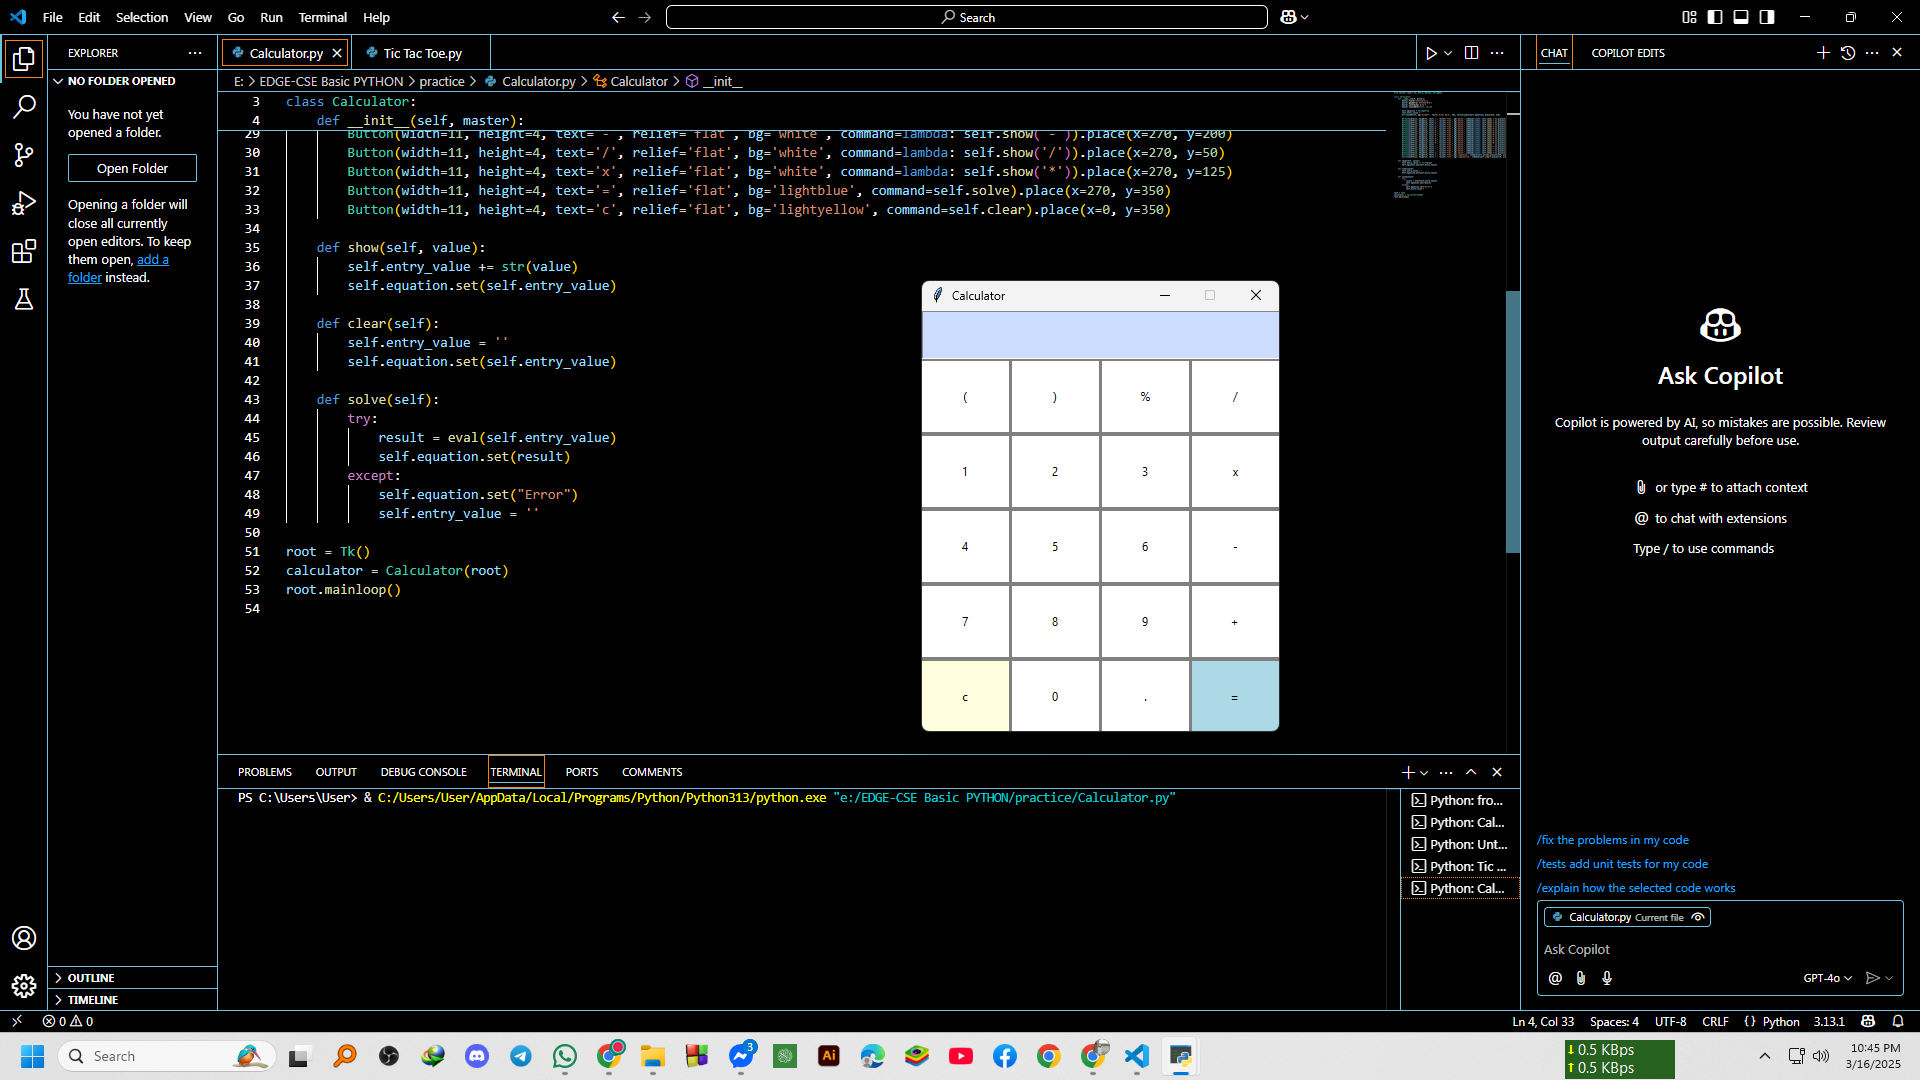 File Edit Selection View Go Run Terminal Help
Search
EXPLORER
NO FOLDER OPENED
You have not yet
opened a folder.
Open Folder
Opening a folder will
close all currently
open editors. To keep
them open, add a
folder instead.
OUTLINE
TIMELINE
Calculator.py Tic Tac Toe.py
E: > EDGE-CSE Basic PYTHON > practice > Calculator.py > Calculator > __init__
3 class Calculator:
4 def __init__(self, master):
29 Button(width=11, height=4, text='-', relief='flat', bg='white', command=lambda: self.show('-')).place(x=270, y=200)
30 Button(width=11, height=4, text='/', relief='flat', bg='white', command=lambda: self.show('/')).place(x=270, y=50)
31 Button(width=11, height=4, text='x', relief='flat', bg='white', command=lambda: self.show('*')).place(x=270, y=125)
32 Button(width=11, height=4, text='=', relief='flat', bg='lightblue', command=self.solve).place(x=270, y=350)
33 Button(width=11, height=4, text='c', relief='flat', bg='lightyellow', command=self.clear).place(x=0, y=350)
34
35 def show(self, value):
36 self.entry_value += str(value)
37 self.equation.set(self.entry_value)
38
39 def clear(self):
40 self.entry_value = ''
41 self.equation.set(self.entry_value)
42
43 def solve(self):
44 try:
45 result = eval(self.entry_value)
46 self.equation.set(result)
47 except:
48 self.equation.set("Error")
49 self.entry_value = ''
50
51 root = Tk()
52 calculator = Calculator(root)
53 root.mainloop()
54
Calculator
( ) % /
1 2 3 x
4 5 6 -
7 8 9 +
c 0 . =
PROBLEMS OUTPUT DEBUG CONSOLE TERMINAL PORTS COMMENTS
PS C:\Users\User> & C:/Users/User/AppData/Local/Programs/Python/Python313/python.exe "e:/EDGE-CSE Basic PYTHON/practice/Calculator.py"
Python: fro...
Python: Cal...
Python: Unt...
Python: Tic ...
Python: Cal...
CHAT COPILOT EDITS
Ask Copilot
Copilot is powered by AI, so mistakes are possible. Review
output carefully before use.
or type # to attach context
@ to chat with extensions
Type / to use commands
/fix the problems in my code
/tests add unit tests for my code
/explain how the selected code works
Calculator.py Current file
Ask Copilot
@ GPT-4o
0 0
Ln 4, Col 33 Spaces: 4 UTF-8 CRLF {} Python 3.13.1
Search
3
Ai
↓ 0.5 KBps
↑ 0.5 KBps
10:45 PM
3/16/2025